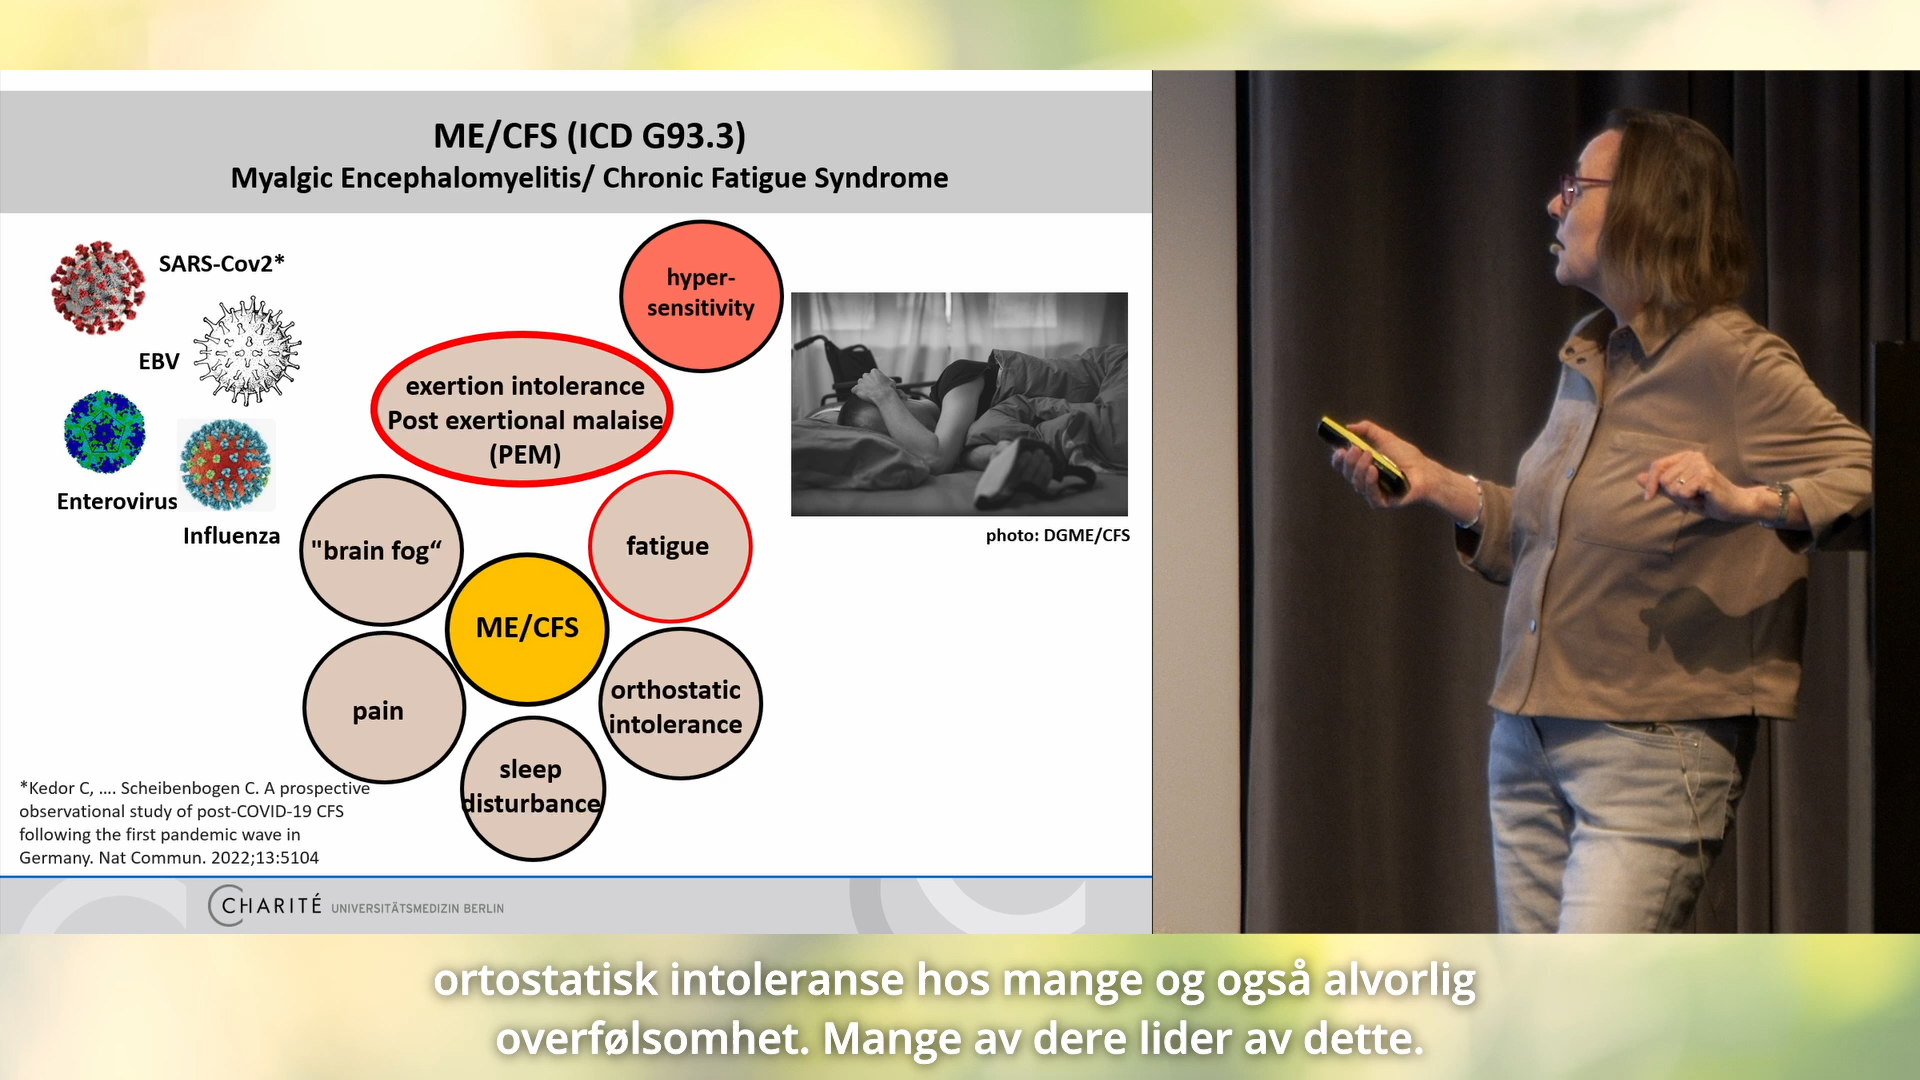 ME/CFS (ICD G93.3)
Myalgic Encephalomyelitis/ Chronic Fatigue Syndrome
SARS-Cov2*
EBV
Enterovirus
Influenza
hyper-
sensitivity
exertion intolerance
Post exertional malaise
(PEM)
"brain fog“
fatigue
ME/CFS
pain
orthostatic
intolerance
sleep
disturbance
photo: DGME/CFS
*Kedor C, .... Scheibenbogen C. A prospective
observational study of post-COVID-19 CFS
following the first pandemic wave in
Germany. Nat Commun. 2022;13:5104
CHARITÉ UNIVERSITÄTSMEDIZIN BERLIN
ortostatisk intoleranse hos mange og også alvorlig
overfølsomhet. Mange av dere lider av dette.